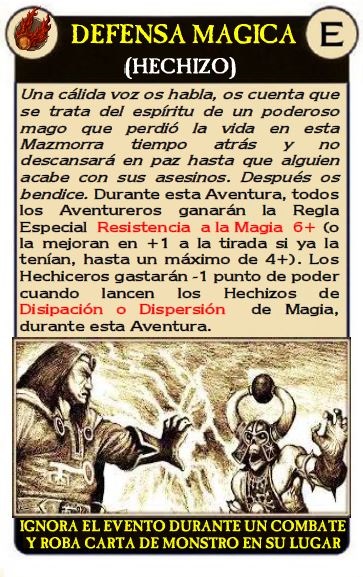 DEFENSA MAGICA
E
(HECHIZO)
Una cálida voz os habla, os cuenta que
se trata del espíritu de un poderoso
mago que perdió la vida en esta
Mazmorra tiempo atrás y no
descansará en paz hasta que alguien
acabe con sus asesinos. Después os
bendice. Durante esta Aventura, todos
los Aventureros ganarán la Regla
Especial Resistencia a la Magia 6+ (o
la mejoran en +1 a la tirada si ya la
tenían, hasta un máximo de 4+). Los
Hechiceros gastarán -1 punto de poder
cuando lancen los Hechizos de
Disipación o Dispersión de Magia,
durante esta Aventura.
IGNORA EL EVENTO DURANTE UN COMBATE
Y ROBA CARTA DE MONSTRO EN SU LUGAR